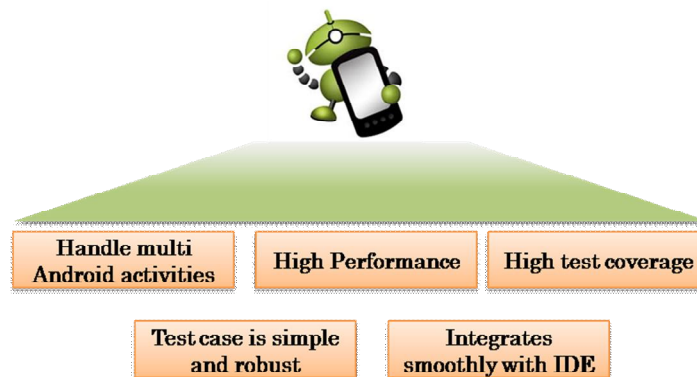 Handle multi
Android activities
High Performance
High test coverage
Test case is simple
and robust
Integrates
smoothly with IDE